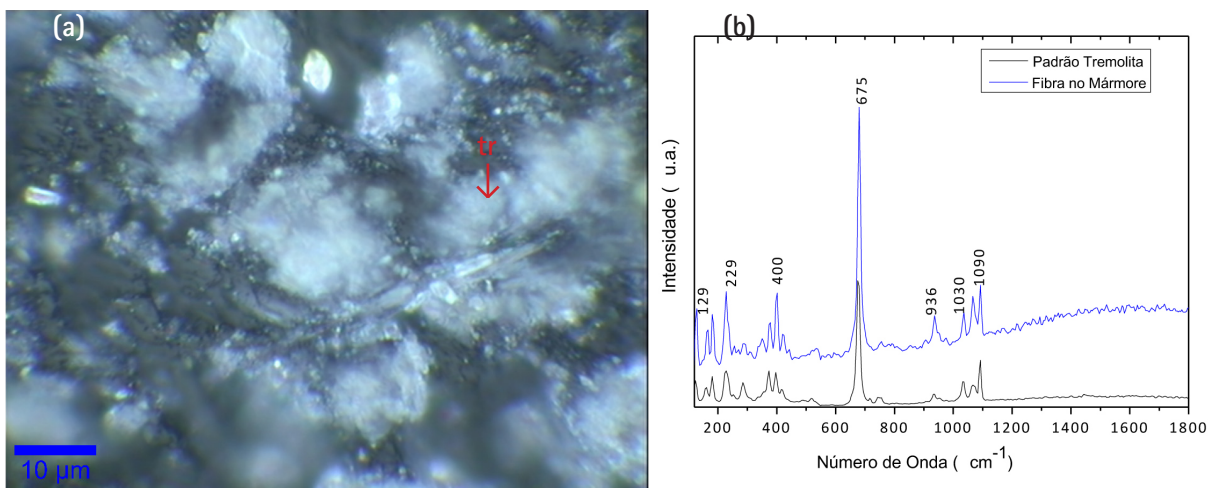 (a)
tr
10 µm
(b)
Padrão Tremolita
Fibra no Mármore
675
129
229
400
936
1030
1090
Intensidade ( u.a.)
200 400 600 800 1000 1200 1400 1600 1800
Número de Onda ( cm-1)